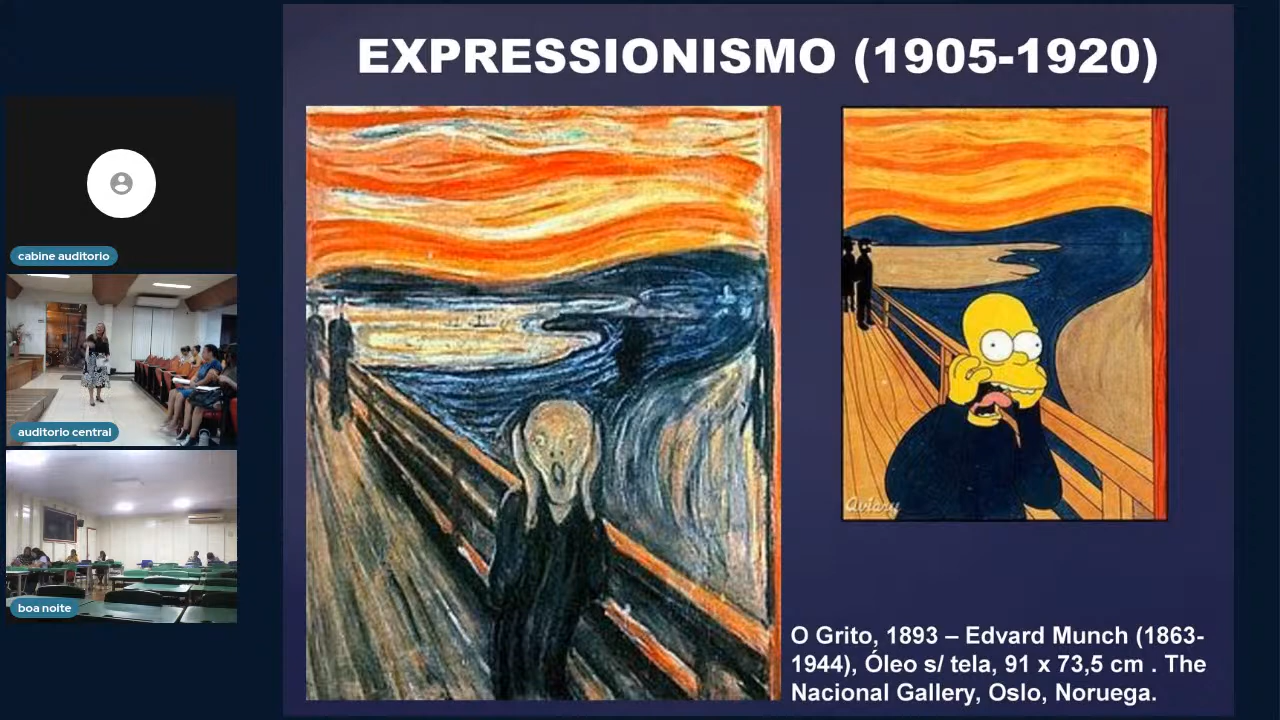 EXPRESSIONISMO (1905-1920)
cabine auditorio
auditorio central
boa noite
Aviary
O Grito, 1893 – Edvard Munch (1863-
1944), Óleo s/ tela, 91 x 73,5 cm . The
Nacional Gallery, Oslo, Noruega.